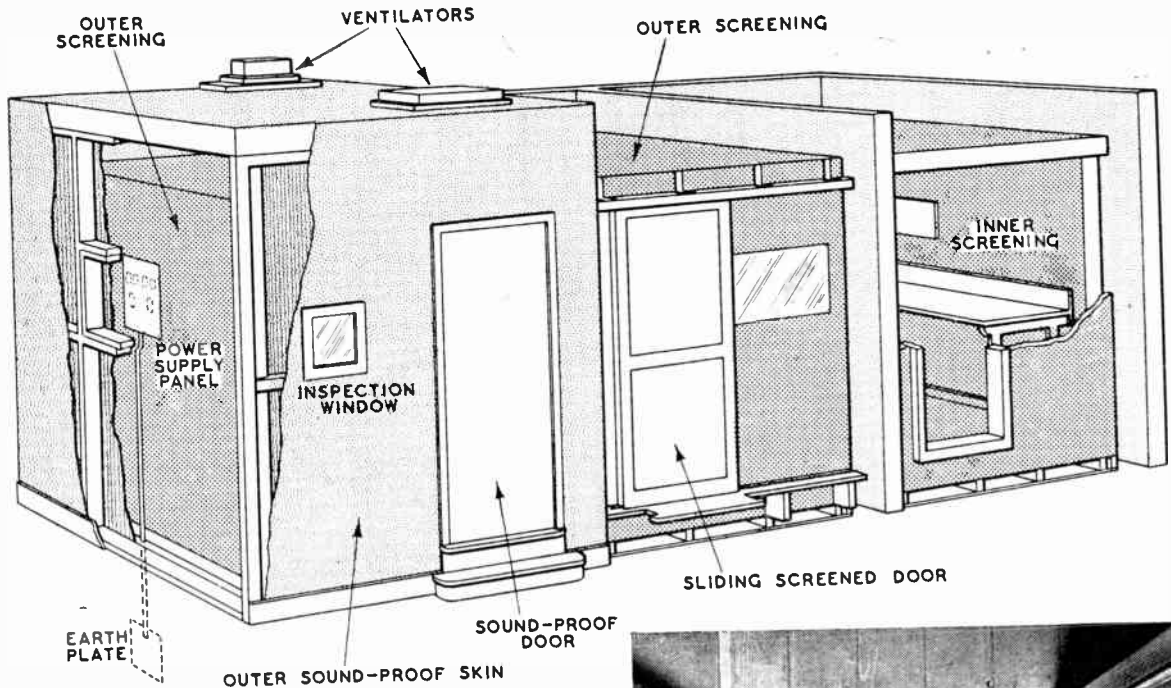 OUTER
SCREENING
VENTILATORS
OUTER SCREENING
INNER
SCREENING
POWER
SUPPLY
PANEL
INSPECTION
WINDOW
SLIDING SCREENED DOOR
EARTH
PLATE
SOUND-PROOF
DOOR
OUTER SOUND-PROOF SKIN